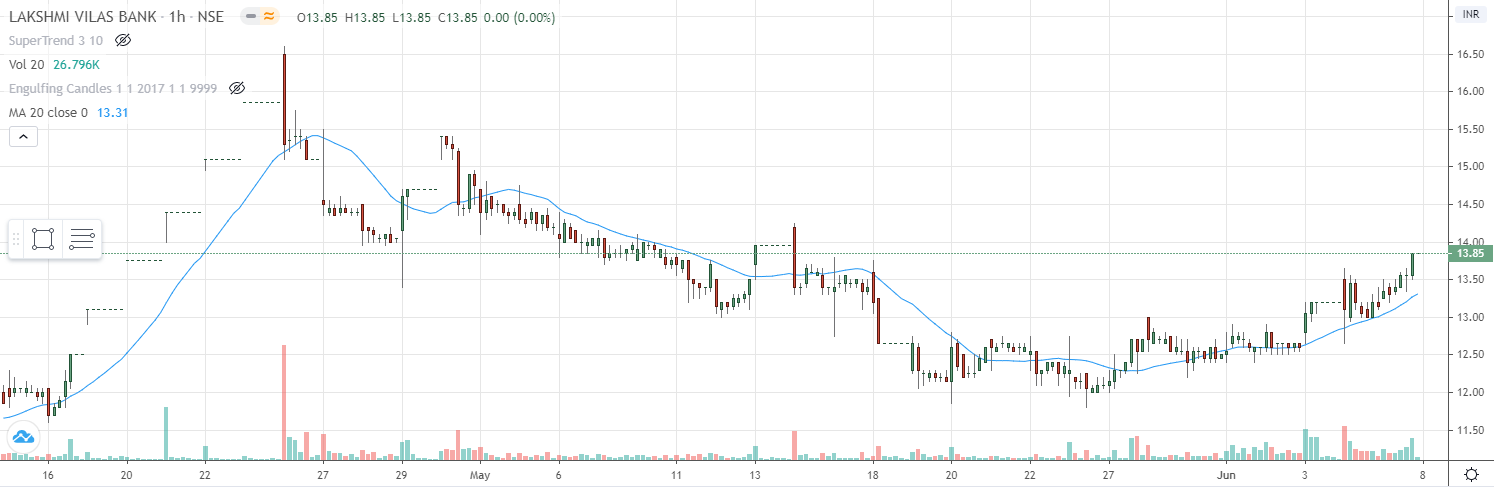 LAKSHMI VILAS BANK · 1h · NSE O13.85 H13.85 L13.85 C13.85 0.00 (0.00%)
INR
SuperTrend 3 10
Vol 20 26.796K
Engulfing Candles 1 1 2017 1 1 9999
MA 20 close 0 13.31
16.50
16.00
15.50
15.00
14.50
14.00
13.85
13.50
13.00
12.50
12.00
11.50
16 20 22 27 29 May 6 11 13 18 20 22 27 Jun 3 8